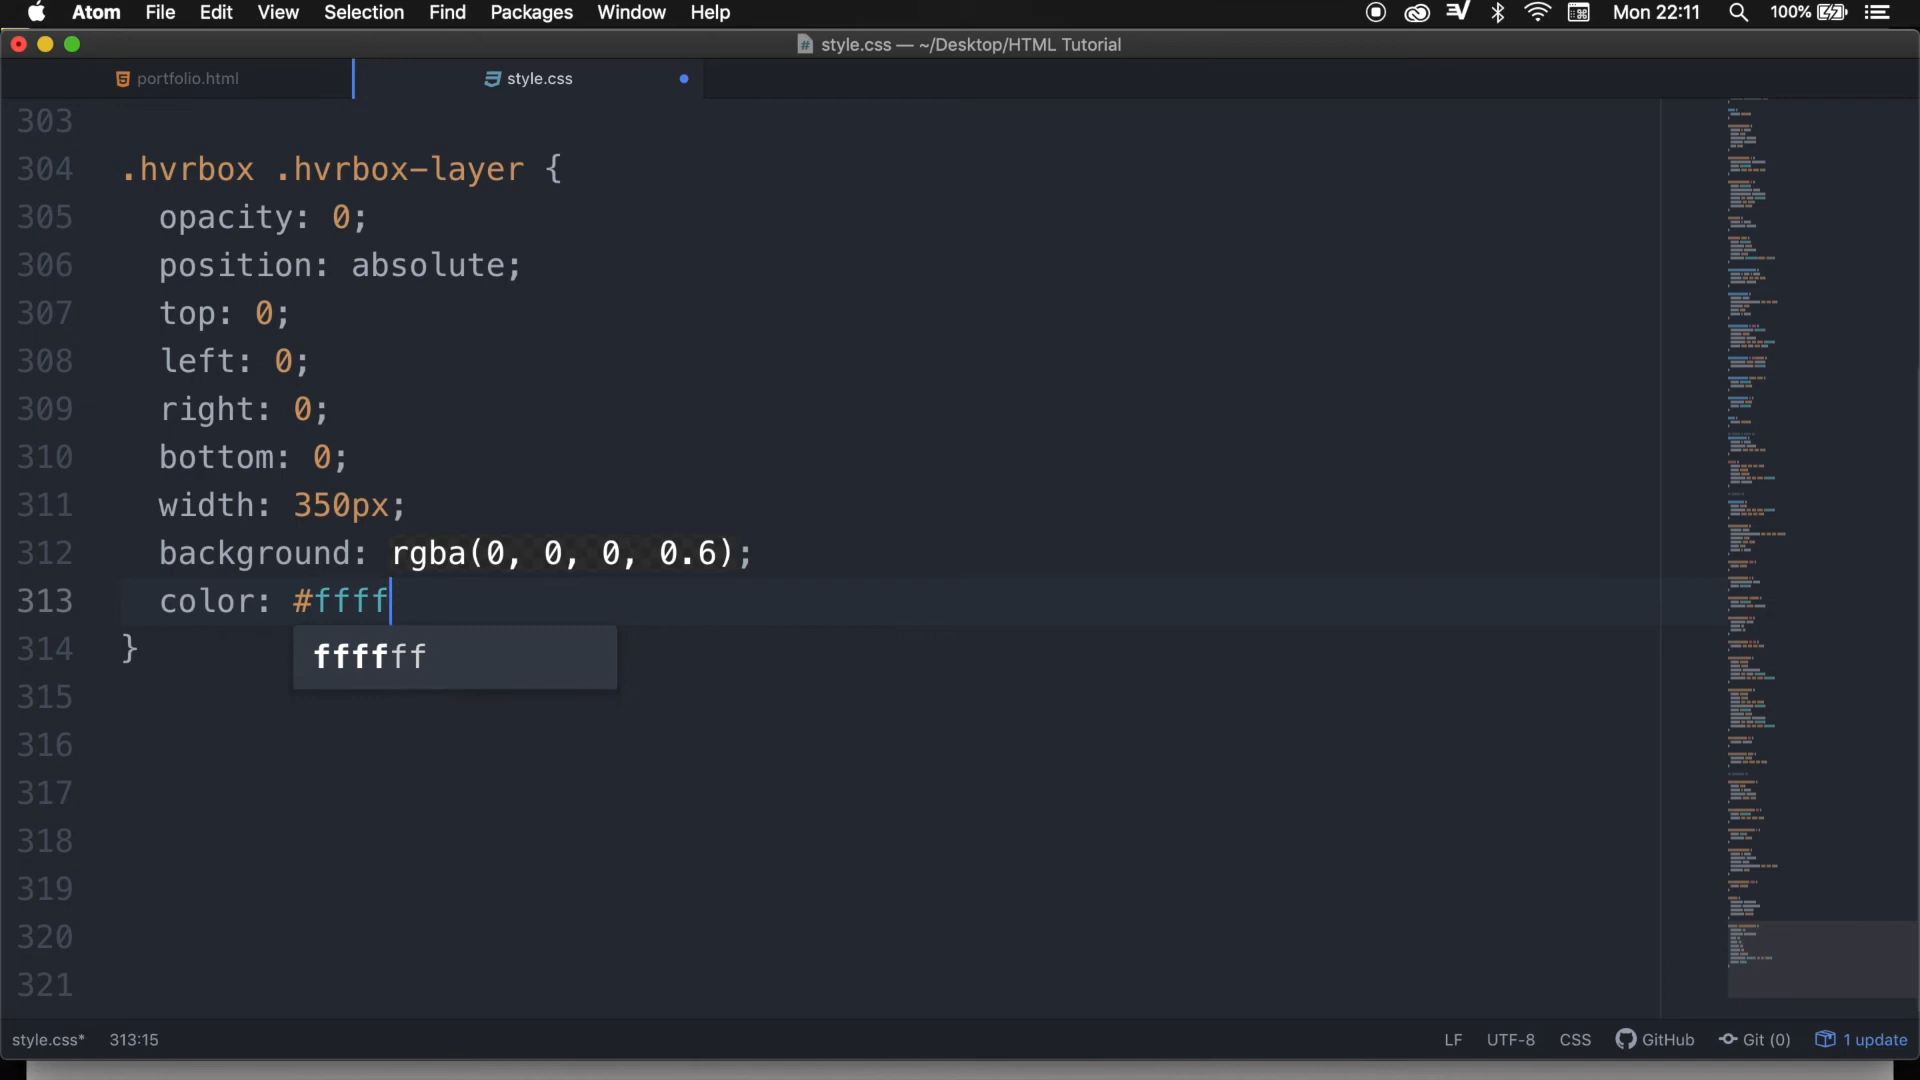 Atom File Edit View Selection Find Packages Window Help Mon 22:11 100%
style.css — ~/Desktop/HTML Tutorial
portfolio.html style.css
303
304 .hvrbox .hvrbox-layer {
305 opacity: 0;
306 position: absolute;
307 top: 0;
308 left: 0;
309 right: 0;
310 bottom: 0;
311 width: 350px;
312 background: rgba(0, 0, 0, 0.6);
313 color: #ffff
314 }
ffffff
315
316
317
318
319
320
321
style.css* 313:15 LF UTF-8 CSS GitHub Git (0) 1 update